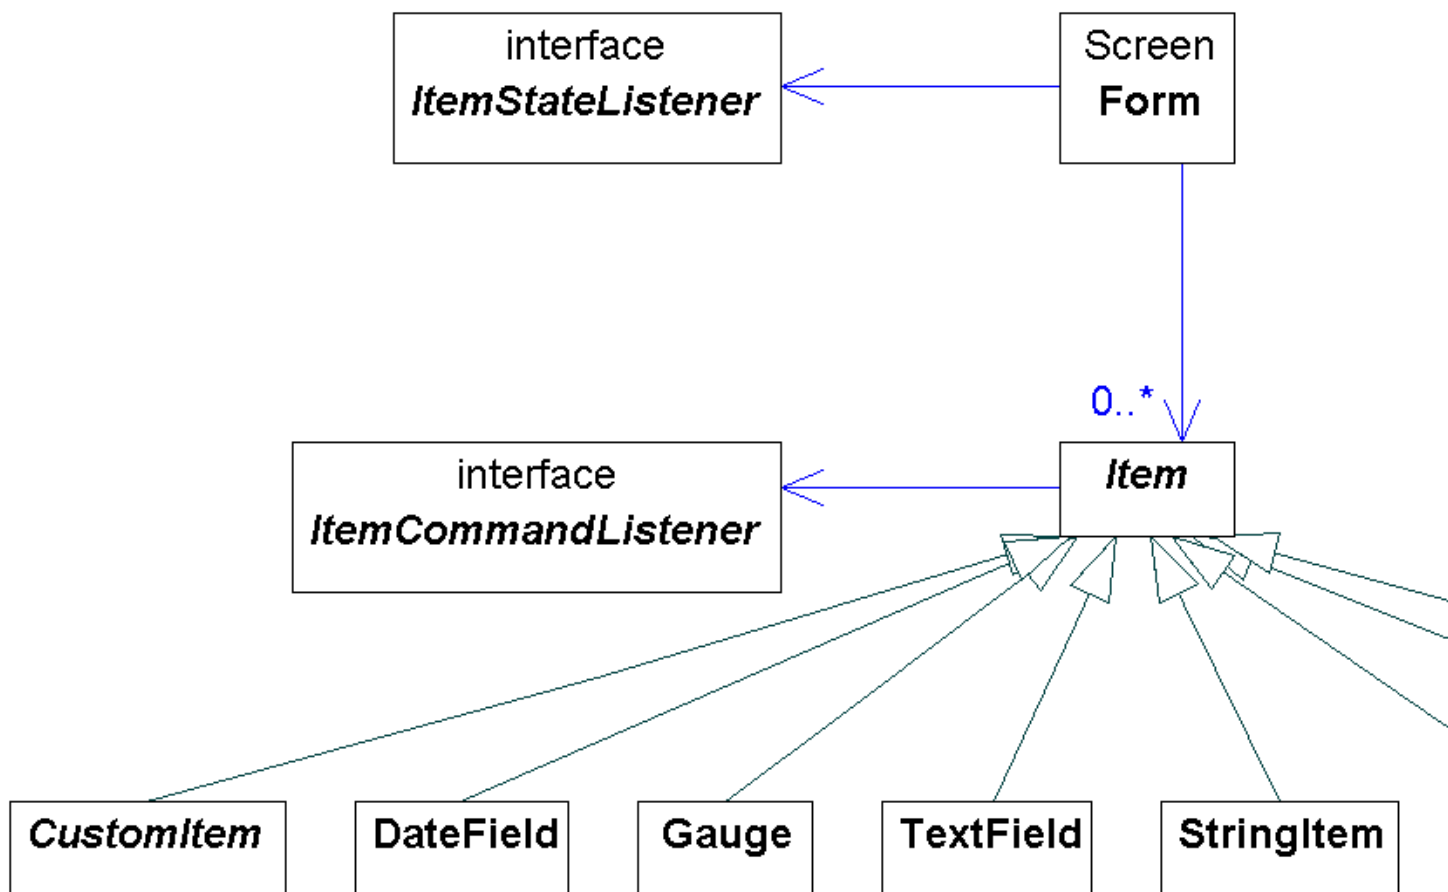 interface
ItemStateListener
Screen
Form
0..*
interface
ItemCommandListener
Item
CustomItem
DateField
Gauge
TextField
StringItem